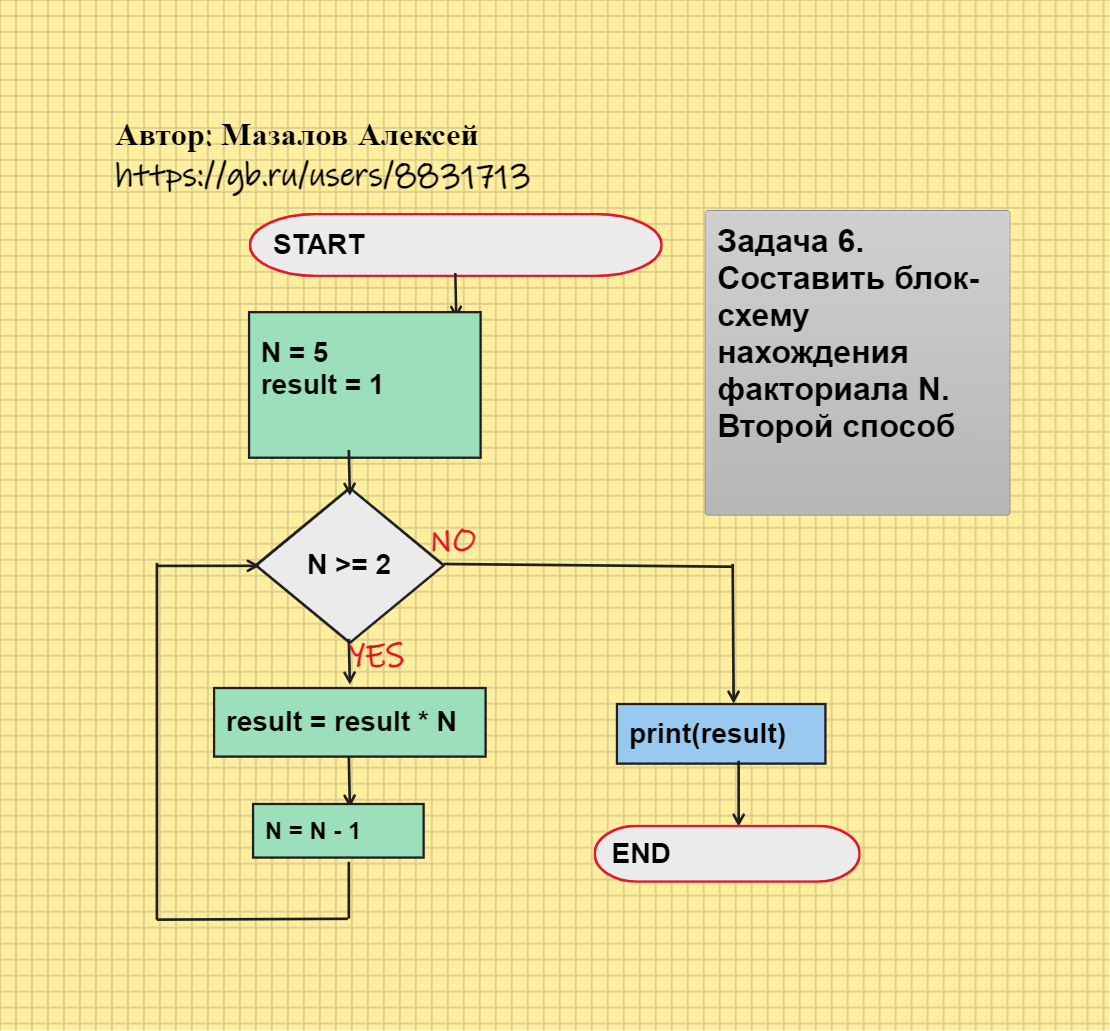 Автор: Мазалов Алексей
https://gb.ru/users/8831713
START
Задача 6.
Составить блок-
схему
нахождения
факториала N.
Второй способ
N = 5
result = 1
NO
N >= 2
YES
result = result * N
print(result)
N = N - 1
END